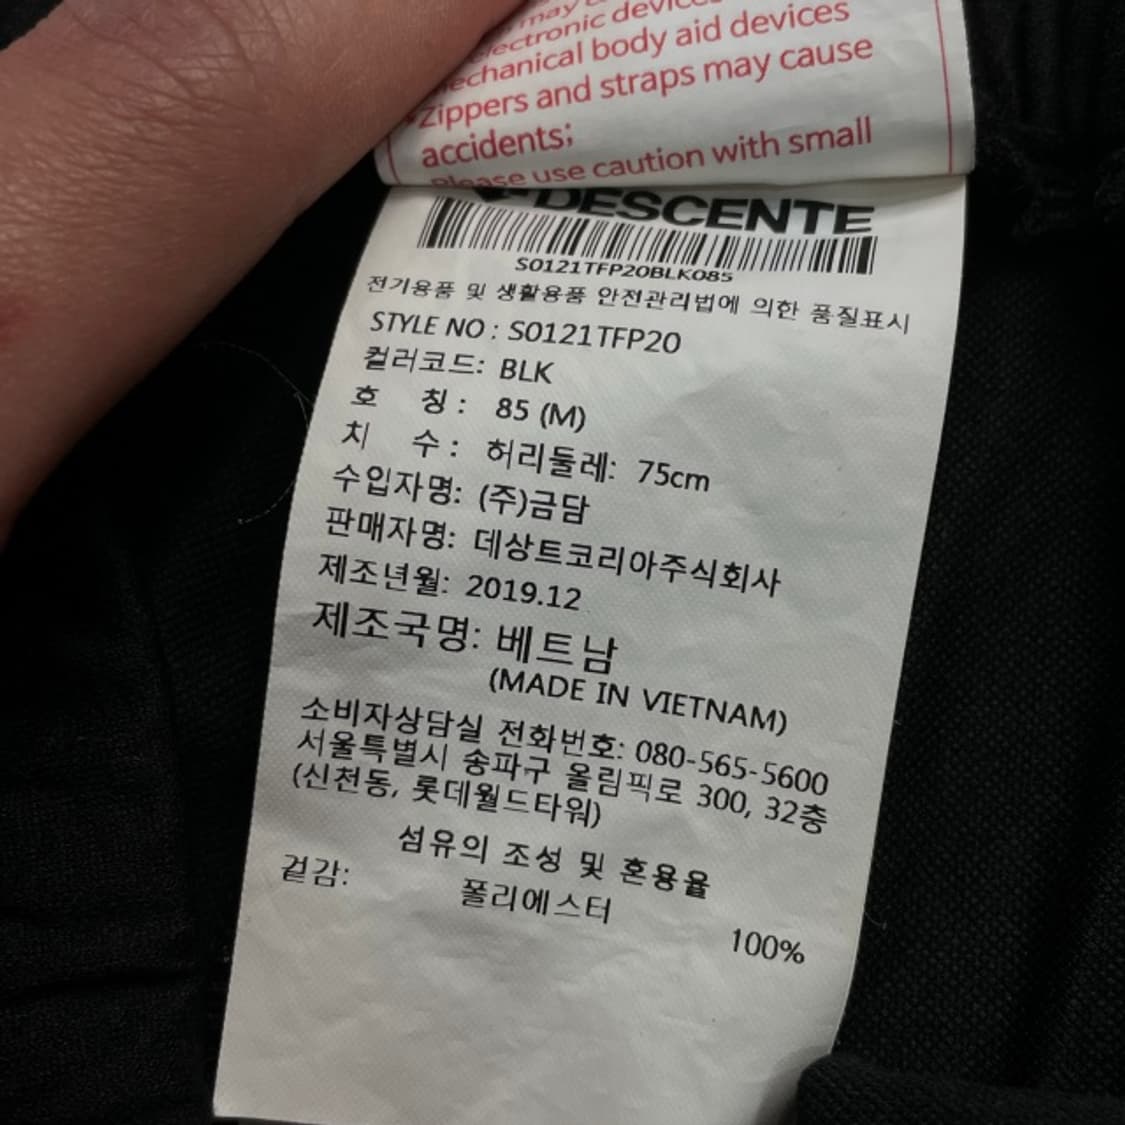 may
electronic devices
mechanical body aid devices
Zippers and straps may cause
accidents;
Please use caution with small
DESCENTE
S0121TFP20BLK085
전기용품 및 생활용품 안전관리법에 의한 품질표시
STYLE NO : S0121TFP20
컬러코드: BLK
호 칭 : 85 (M)
치 수 : 허리둘레: 75cm
수입자명: (주)금담
판매자명: 데상트코리아주식회사
제조년월: 2019.12
제조국명: 베트남
(MADE IN VIETNAM)
소비자상담실 전화번호: 080-565-5600
서울특별시 송파구 올림픽로 300, 32층
(신천동, 롯데월드타워)
섬유의 조성 및 혼용율
겉감: 폴리에스터
100%